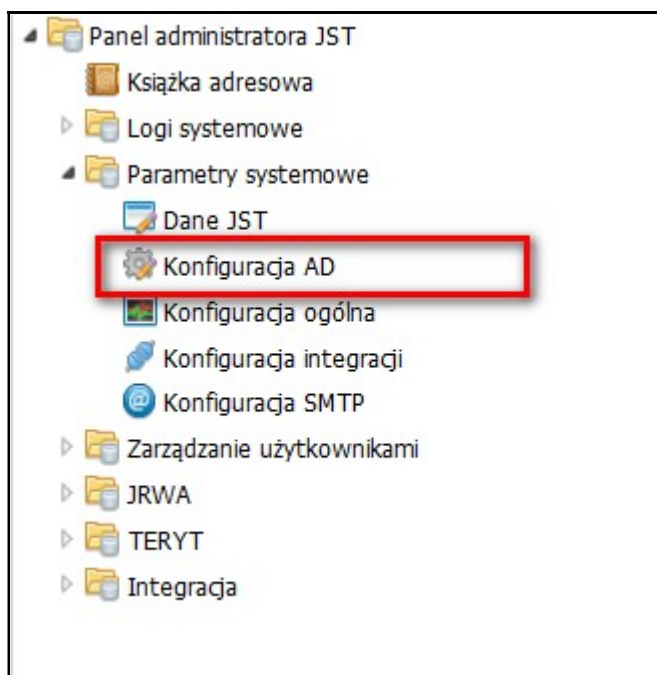 Panel administratora JST
Książka adresowa
Logi systemowe
Parametry systemowe
Dane JST
Konfiguracja AD
Konfiguracja ogólna
Konfiguracja integracji
Konfiguracja SMTP
Zarządzanie użytkownikami
JRWA
TERYT
Integracja